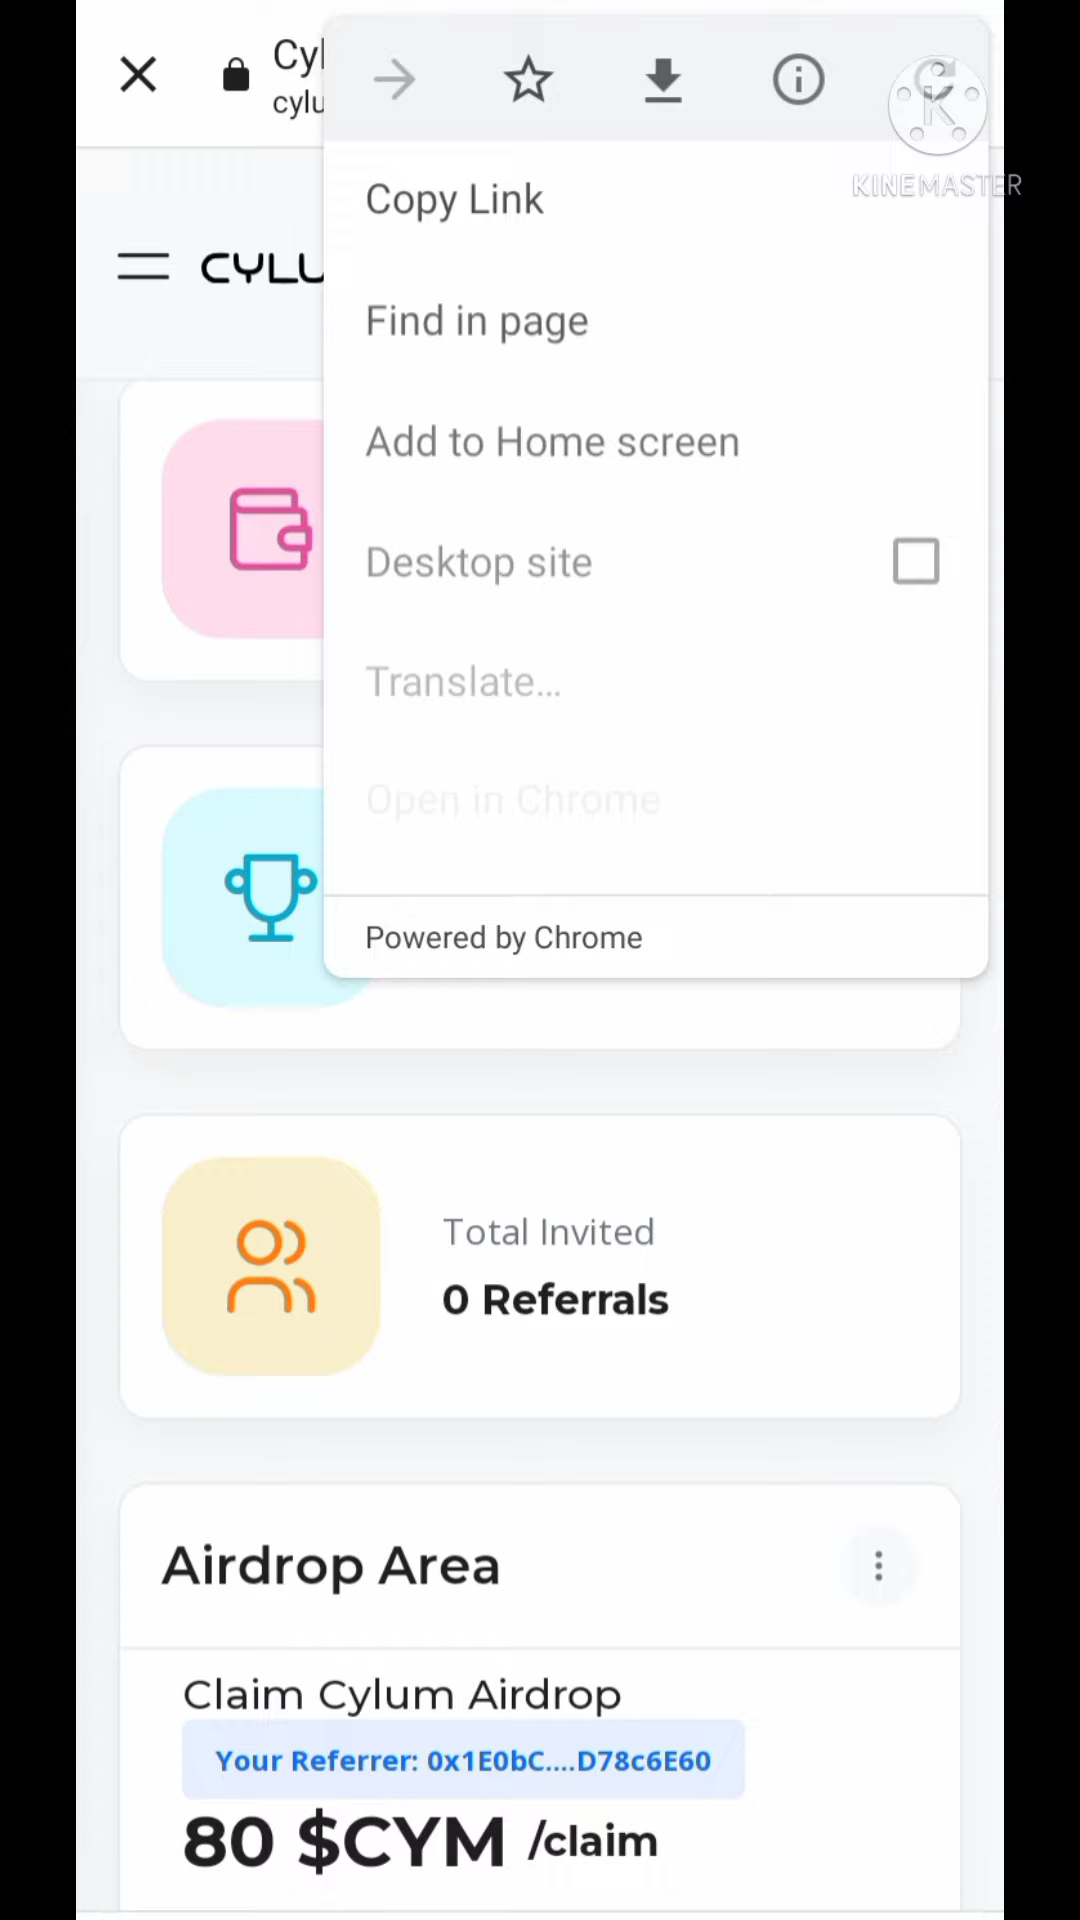 Cyl
cylu
KINEMASTER
Copy Link
CYLU
Find in page
Add to Home screen
Desktop site
Translate...
Open in Chrome
Powered by Chrome
Total Invited
0 Referrals
Airdrop Area
Claim Cylum Airdrop
Your Referrer: 0x1E0bC....D78c6E60
80 $CYM /claim